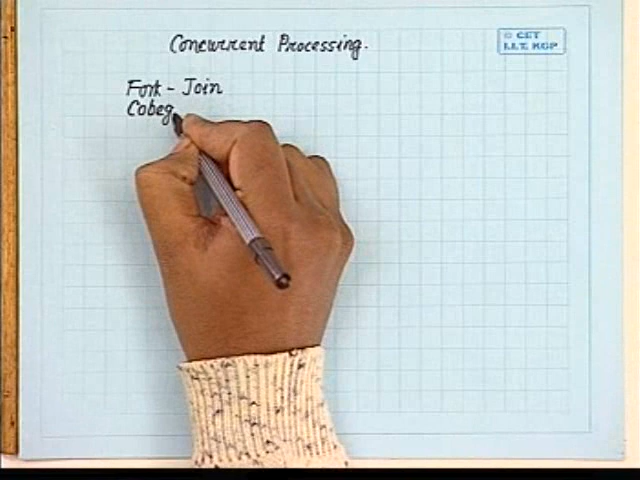 Concurrent Processing.
© CET
I.I.T. KGP
Fork - Join
Cobeg